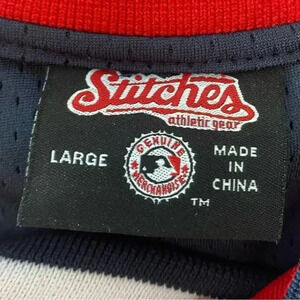 Stitches
athletic gear
LARGE
GENUINE
MERCHANDISE
MADE
IN
CHINA
TM